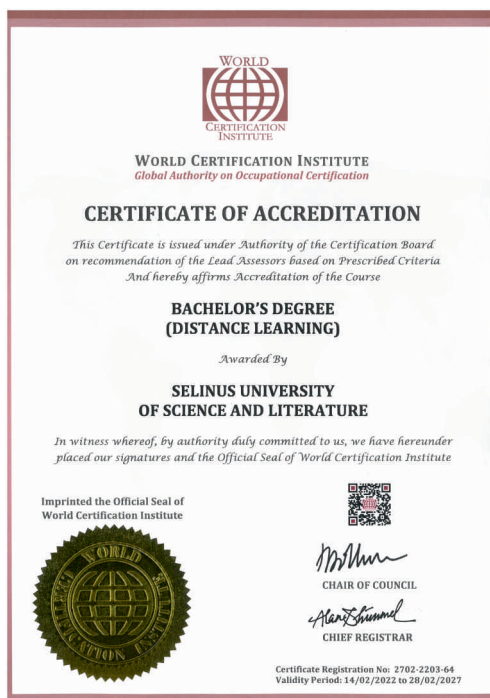 WORLD
CERTIFICATION
INSTITUTE
WORLD CERTIFICATION INSTITUTE
Global Authority on Occupational Certification
CERTIFICATE OF ACCREDITATION
This Certificate is issued under Authority of the Certification Board
on recommendation of the Lead Assessors based on Prescribed Criteria
And hereby affirms Accreditation of the Course
BACHELOR'S DEGREE
(DISTANCE LEARNING)
Awarded By
SELINUS UNIVERSITY
OF SCIENCE AND LITERATURE
In witness whereof, by authority duly committed to us, we have hereunder
placed our signatures and the Official Seal of World Certification Institute
Imprinted the Official Seal of
World Certification Institute
WORLD
CHAIR OF COUNCIL
CHIEF REGISTRAR
Certificate Registration No: 2702-2203-64
Validity Period: 14/02/2022 to 28/02/2027